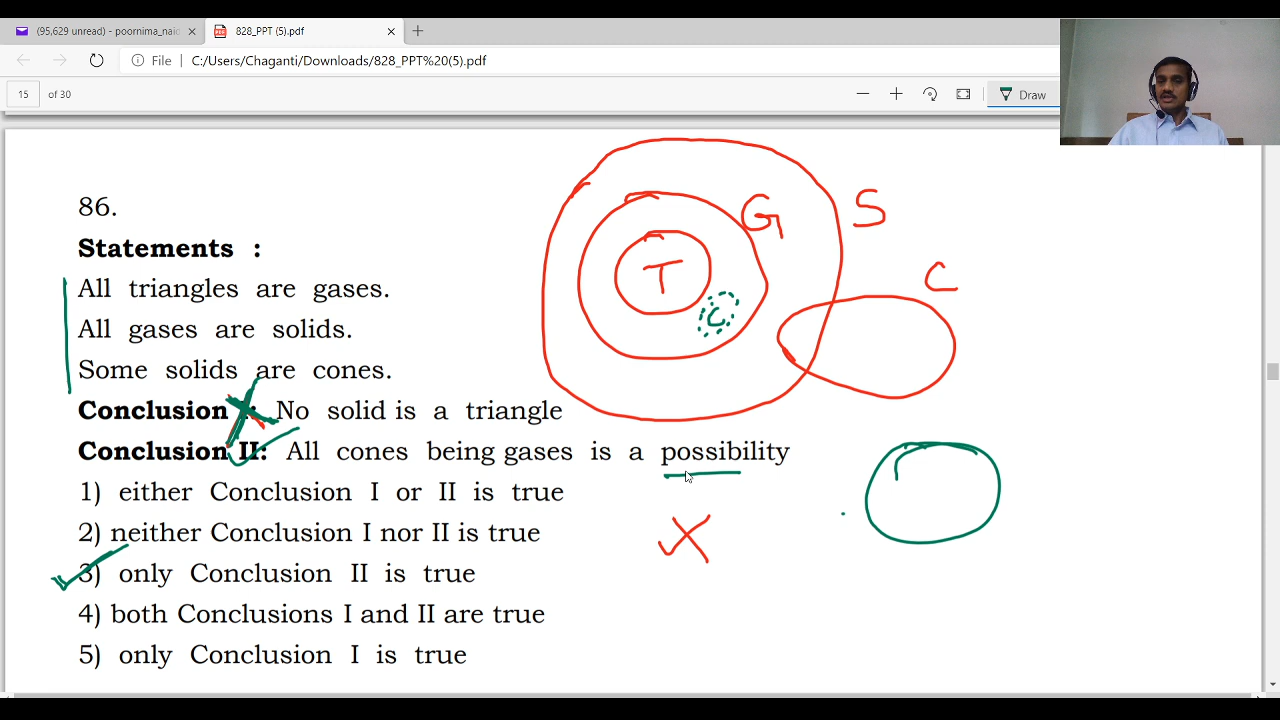 (95,629 unread) - poornima_naid
828_PPT (5).pdf
File | C:/Users/Chaganti/Downloads/828_PPT%20(5).pdf
15 of 30
Draw
86.
Statements :
All triangles are gases.
All gases are solids.
Some solids are cones.
Conclusion I: No solid is a triangle
Conclusion II: All cones being gases is a possibility
1) either Conclusion I or II is true
2) neither Conclusion I nor II is true
3) only Conclusion II is true
4) both Conclusions I and II are true
5) only Conclusion I is true
T
G
S
C
C